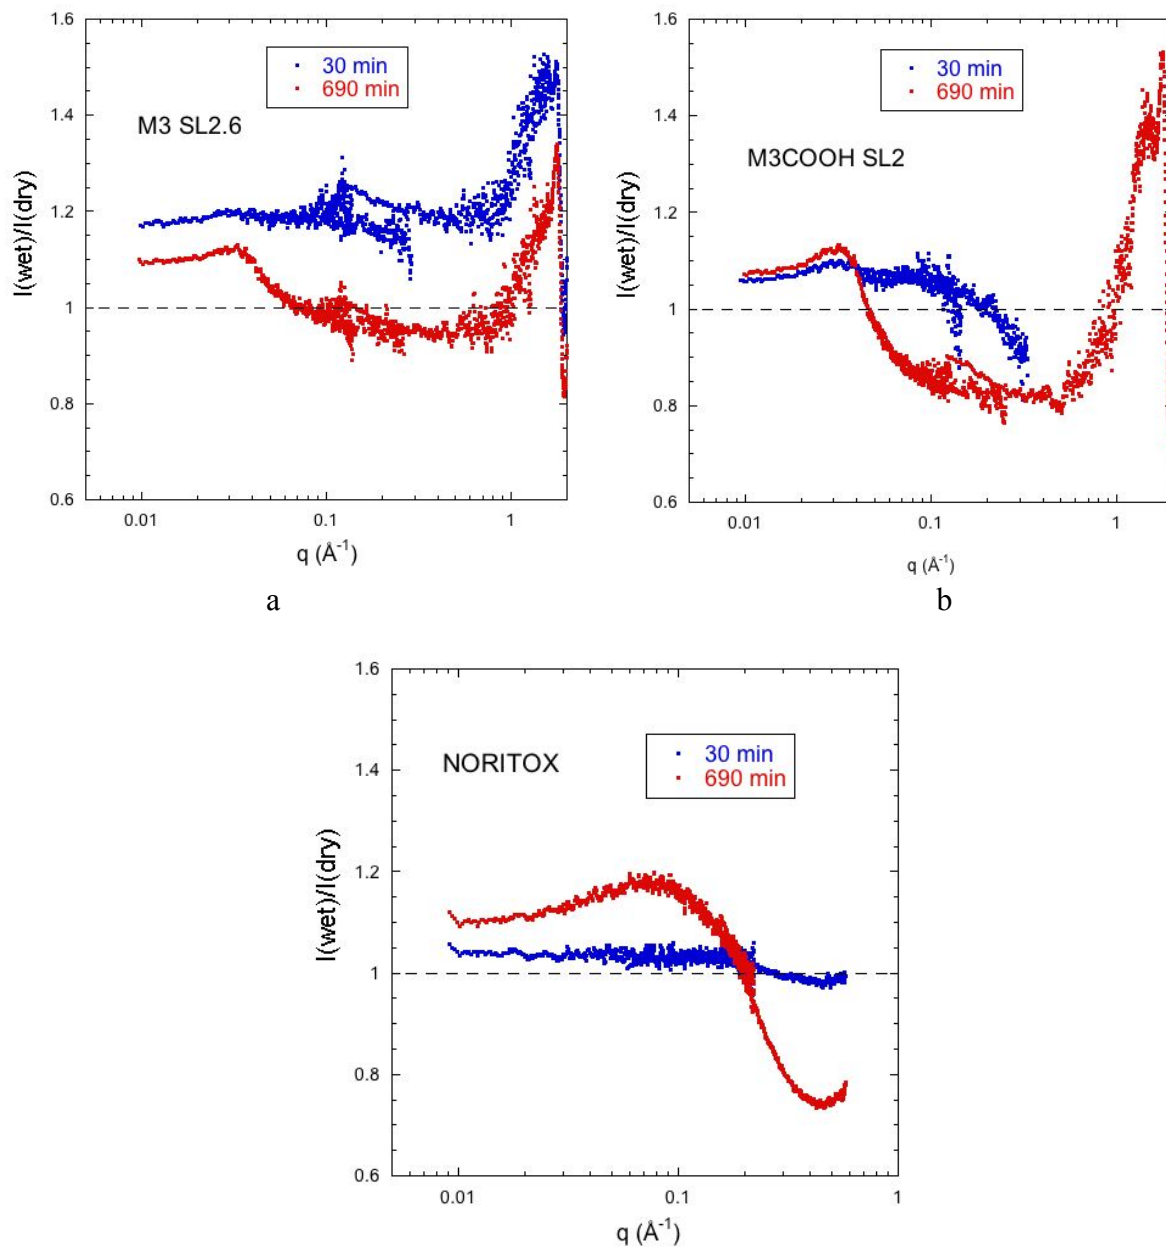 1.6
1.4
1.2
1
0.8
0.6
I(wet)/I(dry)
30 min
690 min
M3 SL2.6
0.01
0.1
1
q (Å⁻¹)
a
1.6
1.4
1.2
1
0.8
0.6
I(wet)/I(dry)
30 min
690 min
M3COOH SL2
0.01
0.1
1
q (Å⁻¹)
b
1.6
1.4
1.2
1
0.8
0.6
I(wet)/I(dry)
30 min
690 min
NORITOX
0.01
0.1
1
q (Å⁻¹)